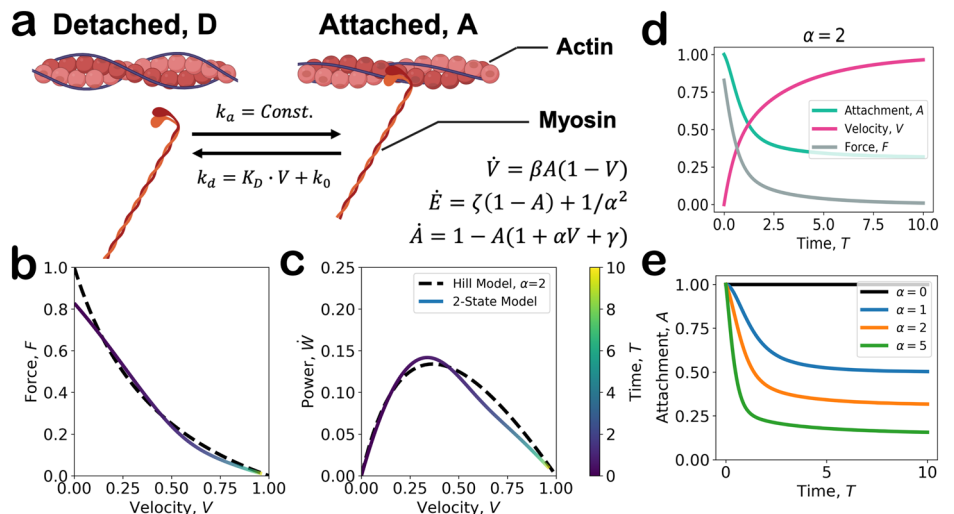 a
Detached, D
Attached, A
Actin
Myosin
k_a = Const.
k_d = K_D · V + k_0
V̇ = βA(1 − V)
Ė = ζ(1 − A) + 1/α²
Ȧ = 1 − A(1 + αV + γ)
b
Force, F
1.0
0.8
0.6
0.4
0.2
0.0
0.00 0.25 0.50 0.75 1.00
Velocity, V
c
Power, Ẇ
0.25
0.20
0.15
0.10
0.05
0.00
0.00 0.25 0.50 0.75 1.00
Velocity, V
Hill Model, α=2
2-State Model
10
8
6
4
2
0
Time, T
d
α = 2
1.00
0.75
0.50
0.25
0.00
Attachment, A
Velocity, V
Force, F
0.0 2.5 5.0 7.5 10.0
Time, T
e
Attachment, A
1.00
0.75
0.50
0.25
0.00
α = 0
α = 1
α = 2
α = 5
0 5 10
Time, T